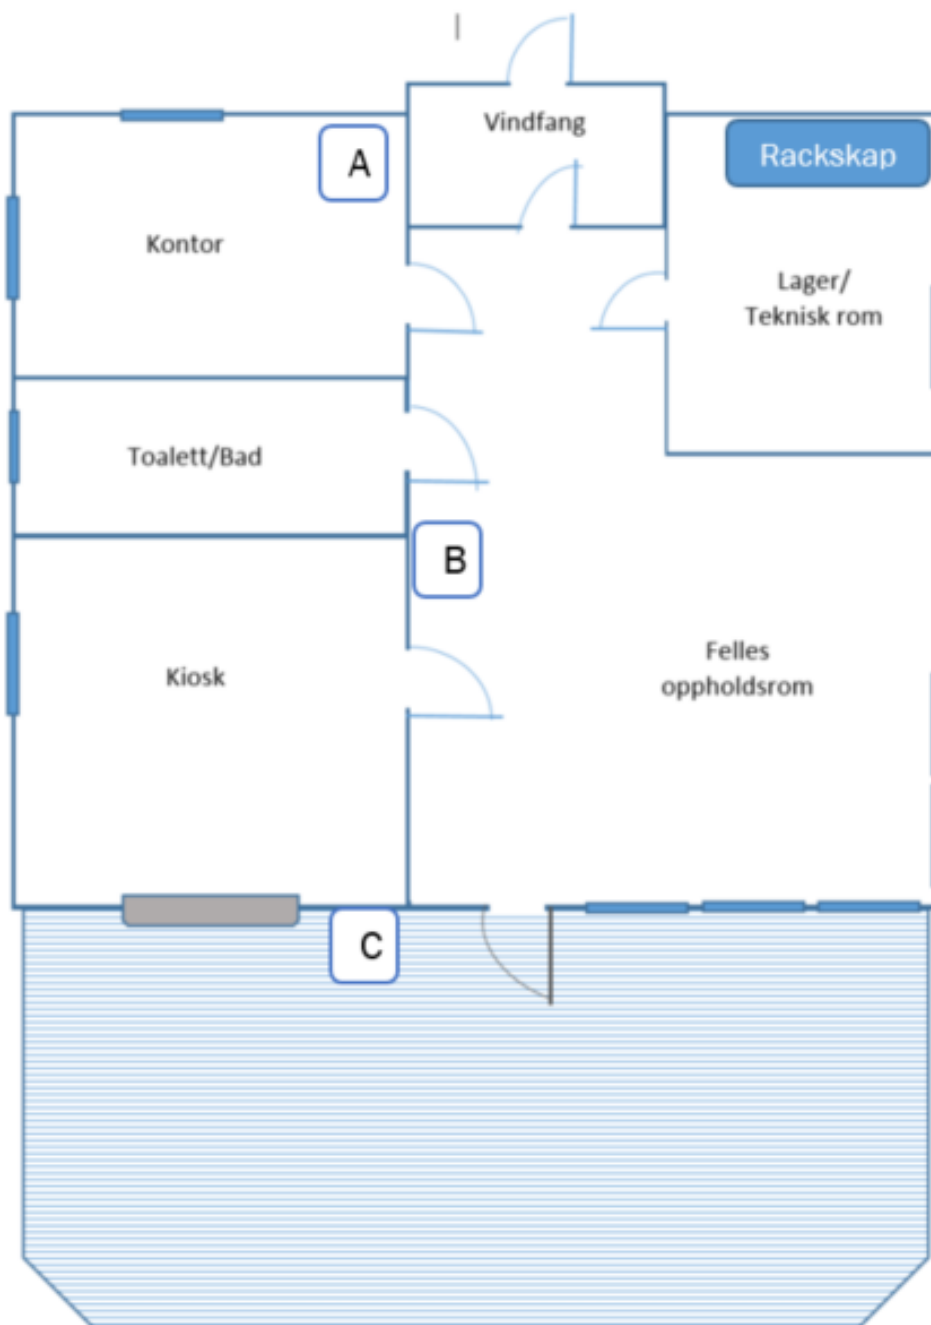 Vindfang
A
Rackskap
Kontor
Lager/
Teknisk rom
Toalett/Bad
B
Felles
oppholdsrom
Kiosk
C